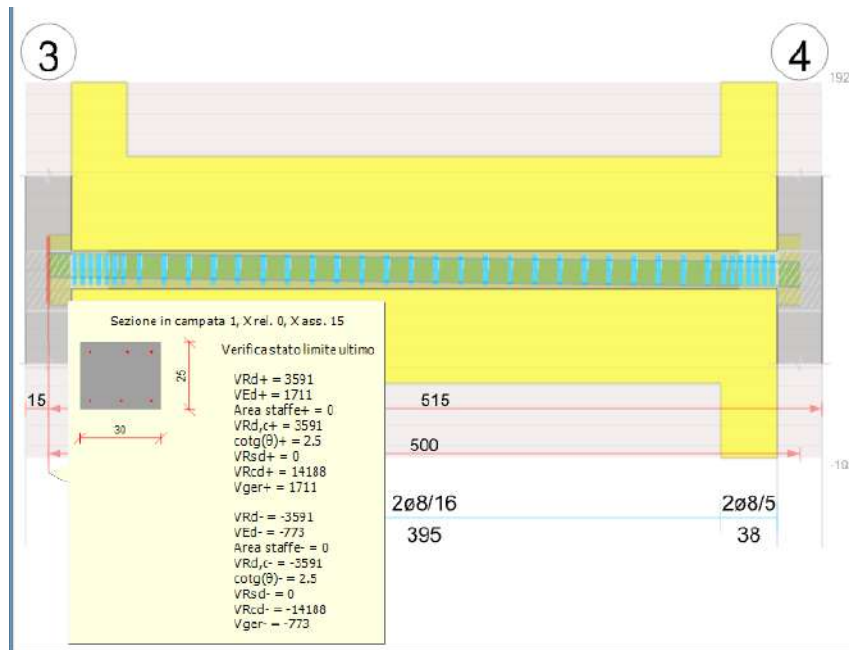 3
4
192
Sezione in campata 1, X rel. 0, X ass. 15
Verifica stato limite ultimo
25
30
VRd+ = 3591
VEd+ = 1711
Area staffe+ = 0
VRd,c+ = 3591
cotg(θ)+ = 2.5
VRsd+ = 0
VRcd+ = 14188
Vger+ = 1711
VRd- = -3591
VEd- = -773
Area staffe- = 0
VRd,c- = -3591
cotg(θ)- = 2.5
VRsd- = 0
VRcd- = -14188
Vger- = -773
15
515
500
2ø8/16
2ø8/5
395
38